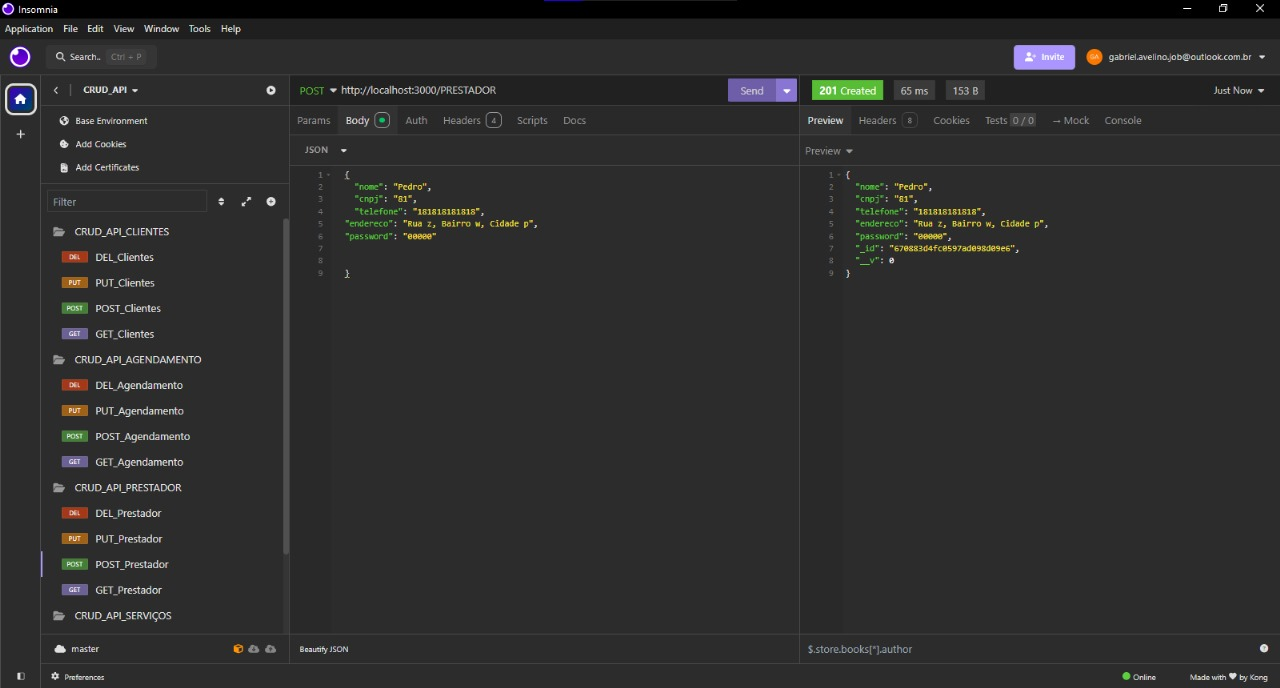 Insomnia
Application File Edit View Window Tools Help
Search.. Ctrl + P
Invite
GA gabriel.avelino.job@outlook.com.br
CRUD_API
Base Environment
Add Cookies
Add Certificates
Filter
CRUD_API_CLIENTES
DEL DEL_Clientes
PUT PUT_Clientes
POST POST_Clientes
GET GET_Clientes
CRUD_API_AGENDAMENTO
DEL DEL_Agendamento
PUT PUT_Agendamento
POST POST_Agendamento
GET GET_Agendamento
CRUD_API_PRESTADOR
DEL DEL_Prestador
PUT PUT_Prestador
POST POST_Prestador
GET GET_Prestador
CRUD_API_SERVIÇOS
master
Preferences
POST http://localhost:3000/PRESTADOR
Send
Params Body Auth Headers 4 Scripts Docs
JSON
1 {
2 "nome": "Pedro",
3 "cnpj": "81",
4 "telefone": "181818181818",
5 "endereco": "Rua z, Bairro w, Cidade p",
6 "password": "00000"
7
8
9 }
Beautify JSON
201 Created 65 ms 153 B
Just Now
Preview Headers 8 Cookies Tests 0 / 0 → Mock Console
Preview
1 {
2 "nome": "Pedro",
3 "cnpj": "81",
4 "telefone": "181818181818",
5 "endereco": "Rua z, Bairro w, Cidade p",
6 "password": "00000",
7 "_id": "670883d4fc0597ad098d09e6",
8 "__v": 0
9 }
$.store.books[*].author
Online
Made with ♥ by Kong